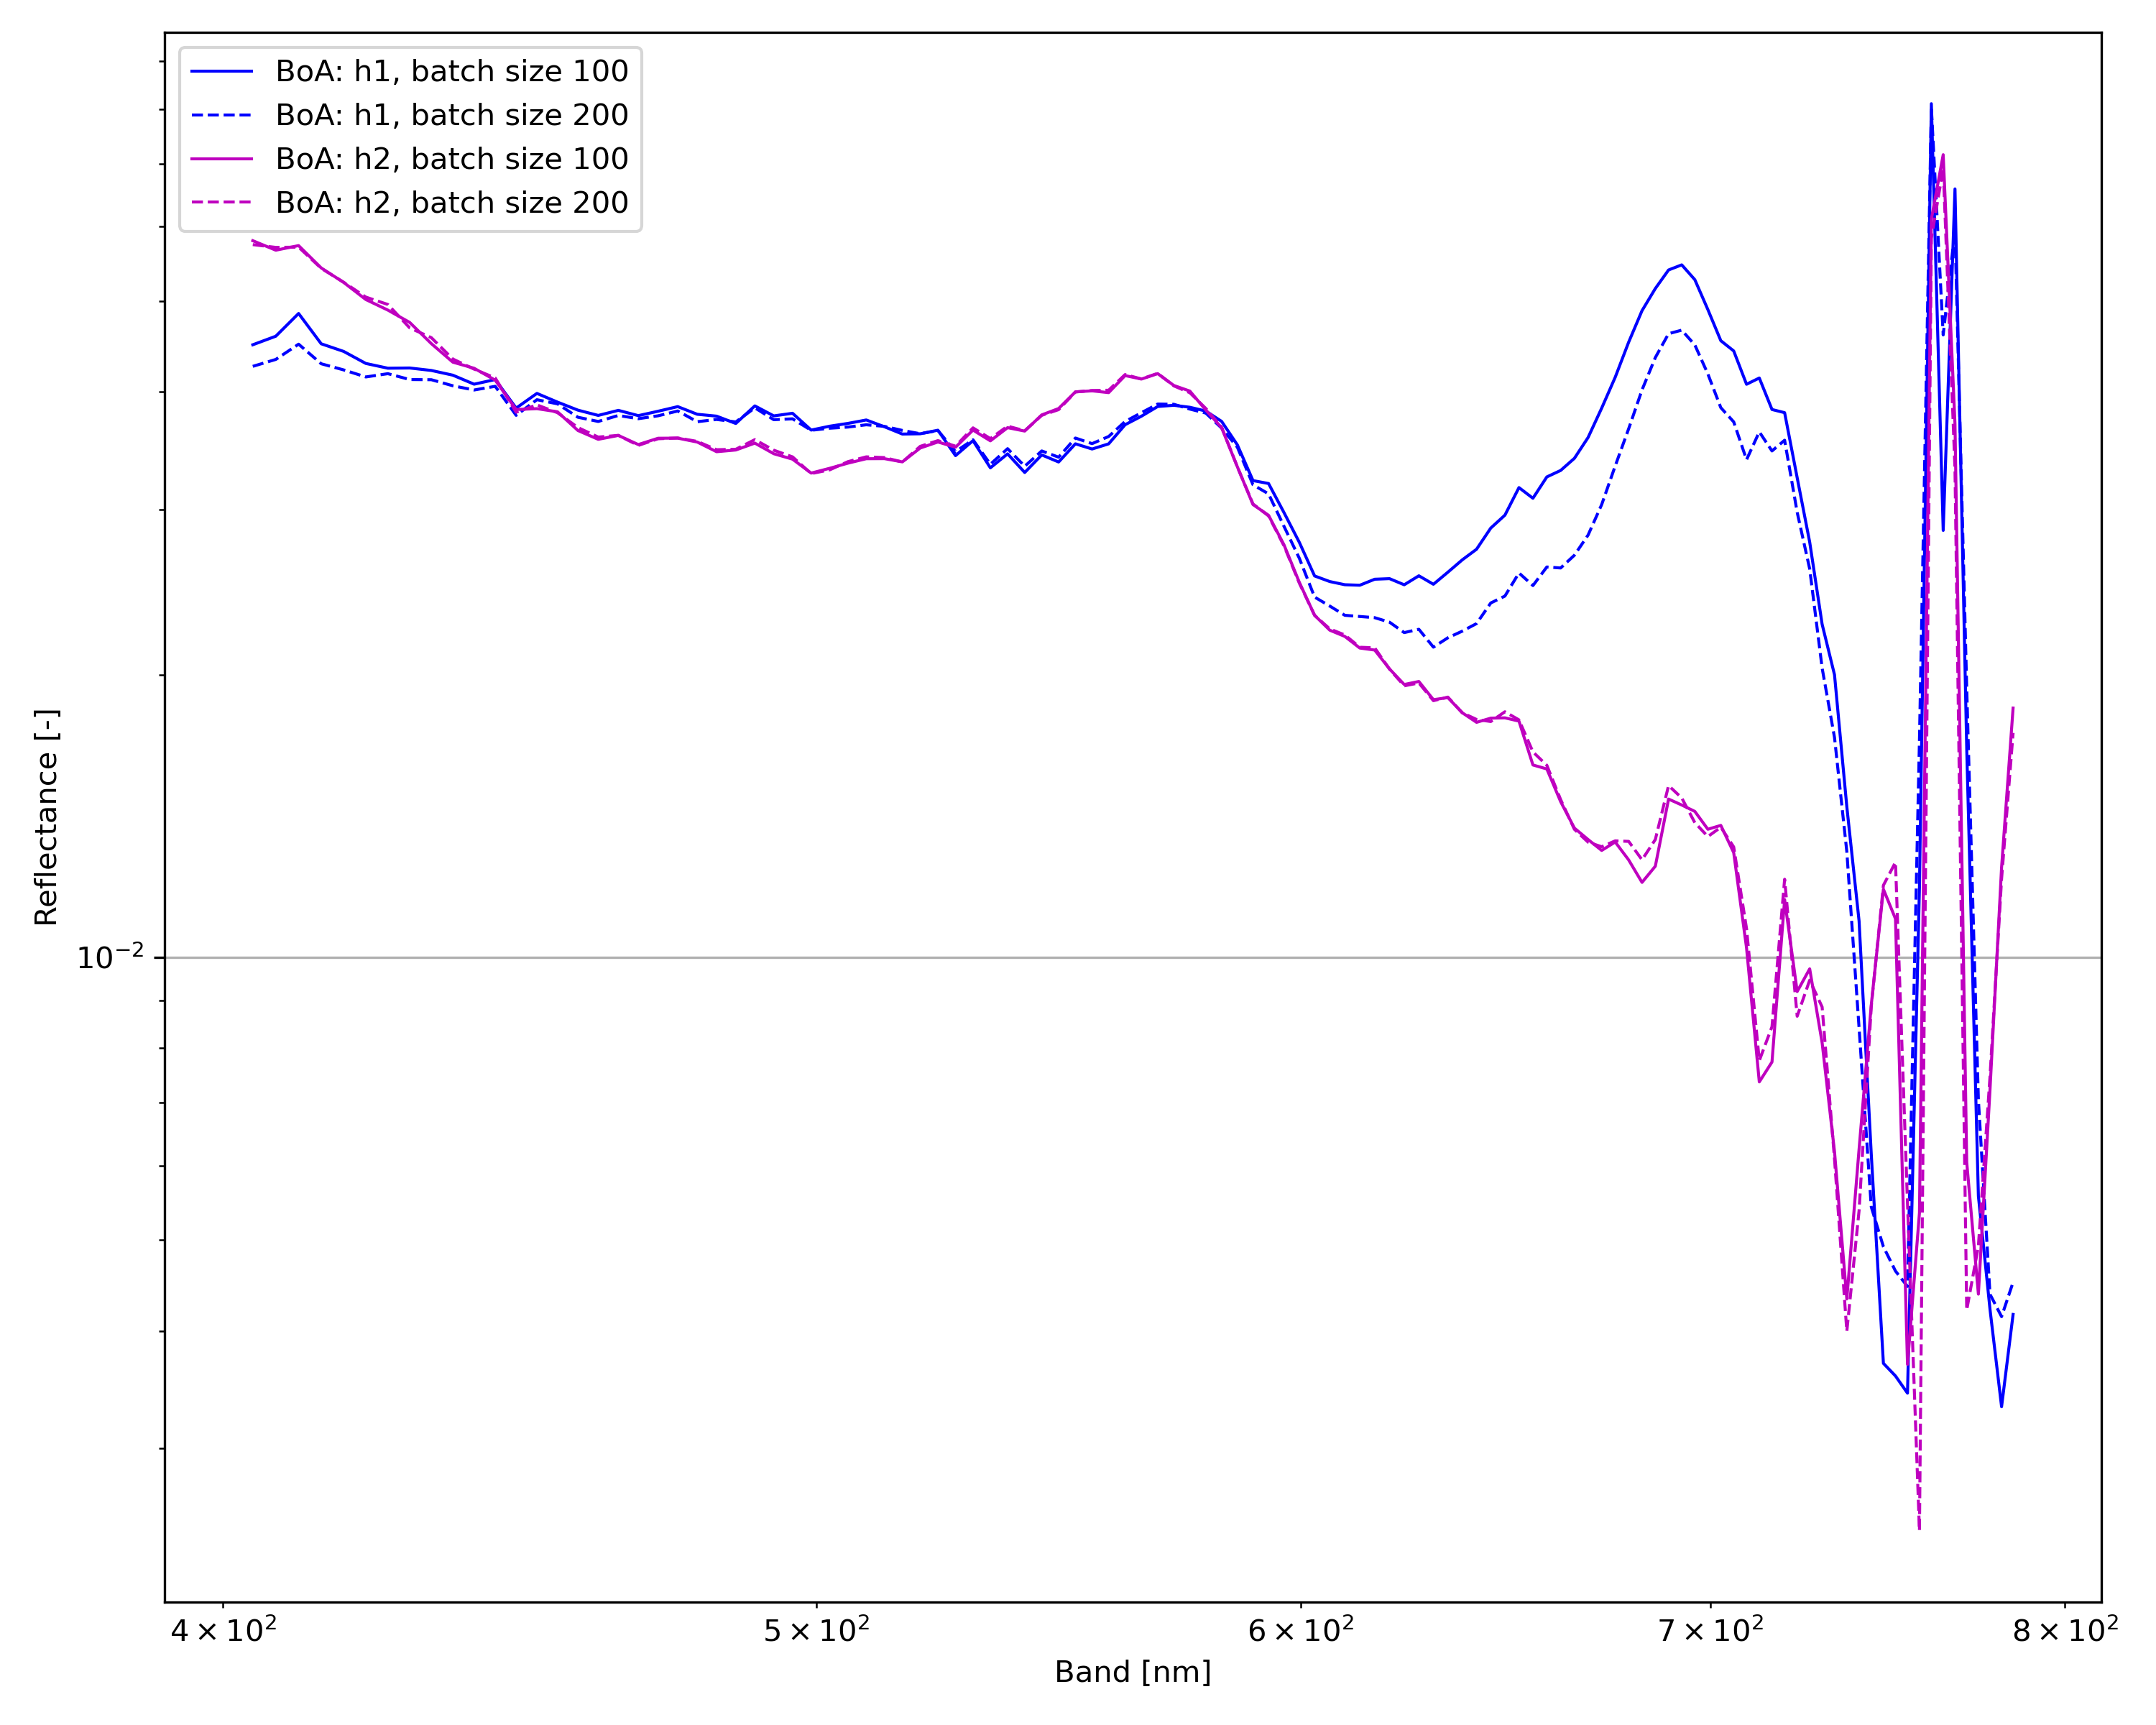 BoA: h1, batch size 100
BoA: h1, batch size 200
BoA: h2, batch size 100
BoA: h2, batch size 200
Reflectance [-]
10⁻²
4 × 10² 5 × 10² 6 × 10² 7 × 10² 8 × 10²
Band [nm]